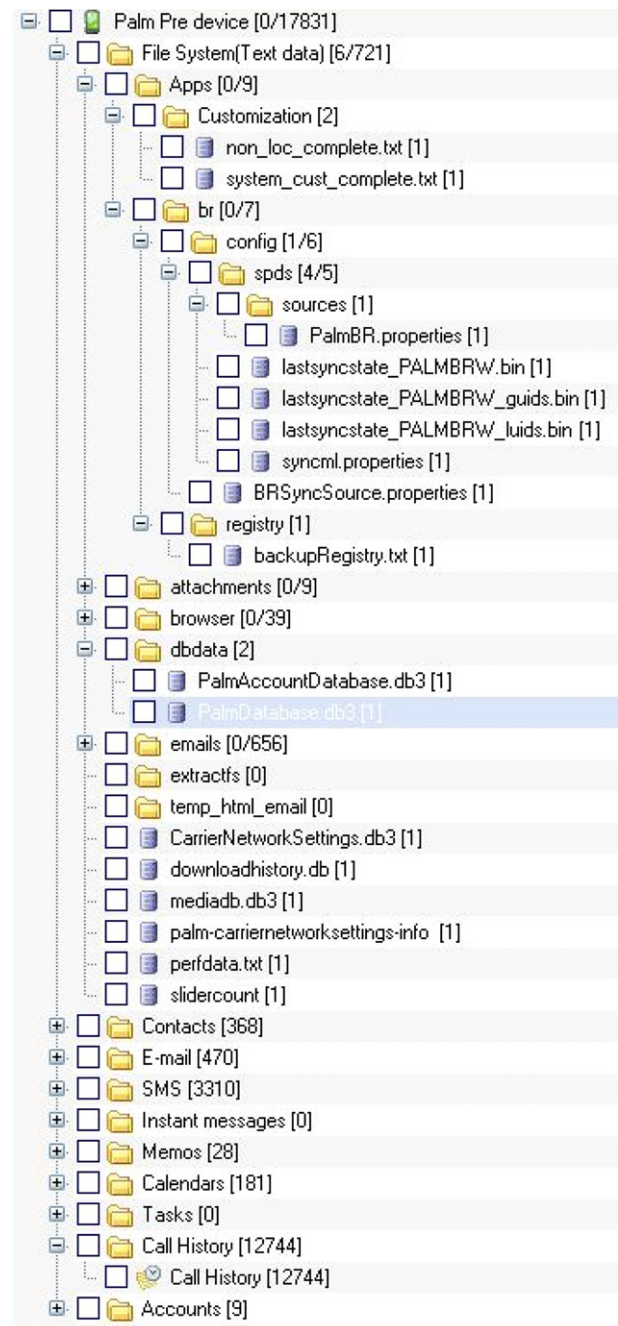 Palm Pre device [0/17831]
File System(Text data) [6/721]
Apps [0/9]
Customization [2]
non_loc_complete.txt [1]
system_cust_complete.txt [1]
br [0/7]
config [1/6]
spds [4/5]
sources [1]
PalmBR.properties [1]
lastsyncstate_PALMBRW.bin [1]
lastsyncstate_PALMBRW_guids.bin [1]
lastsyncstate_PALMBRW_luids.bin [1]
syncml.properties [1]
BRSyncSource.properties [1]
registry [1]
backupRegistry.txt [1]
attachments [0/9]
browser [0/39]
dbdata [2]
PalmAccountDatabase.db3 [1]
PalmDatabase.db3 [1]
emails [0/656]
extractfs [0]
temp_html_email [0]
CarrierNetworkSettings.db3 [1]
downloadhistory.db [1]
mediadb.db3 [1]
palm-carriernetworksettings-info [1]
perfdata.txt [1]
slidercount [1]
Contacts [368]
E-mail [470]
SMS [3310]
Instant messages [0]
Memos [28]
Calendars [181]
Tasks [0]
Call History [12744]
Call History [12744]
Accounts [9]